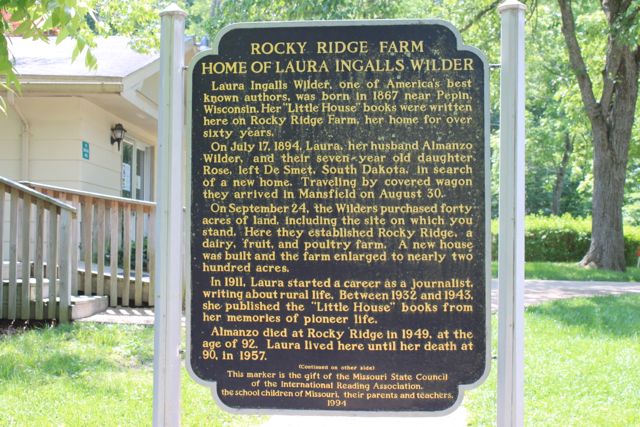 ROCKY RIDGE FARM
HOME OF LAURA INGALLS WILDER
Laura Ingalls Wilder, one of America's best
known authors, was born in 1867 near Pepin,
Wisconsin. Her "Little House" books were written
here on Rocky Ridge Farm, her home for over
sixty years.
On July 17, 1894, Laura, her husband Almanzo
Wilder, and their seven-year old daughter
Rose, left De Smet, South Dakota, in search
of a new home. Traveling by covered wagon
they arrived in Mansfield on August 30.
On September 24, the Wilders purchased forty
acres of land, including the site on which you
stand. Here they established Rocky Ridge, a
dairy, fruit, and poultry farm. A new house
was built and the farm enlarged to nearly two
hundred acres.
In 1911, Laura started a career as a journalist,
writing about rural life. Between 1932 and 1943,
she published the "Little House" books from
her memories of pioneer life.
Almanzo died at Rocky Ridge in 1949, at the
age of 92. Laura lived here until her death at
90, in 1957.
(Continued on other side)
This marker is the gift of the Missouri State Council
of the International Reading Association,
the school children of Missouri, their parents and teachers,
1994